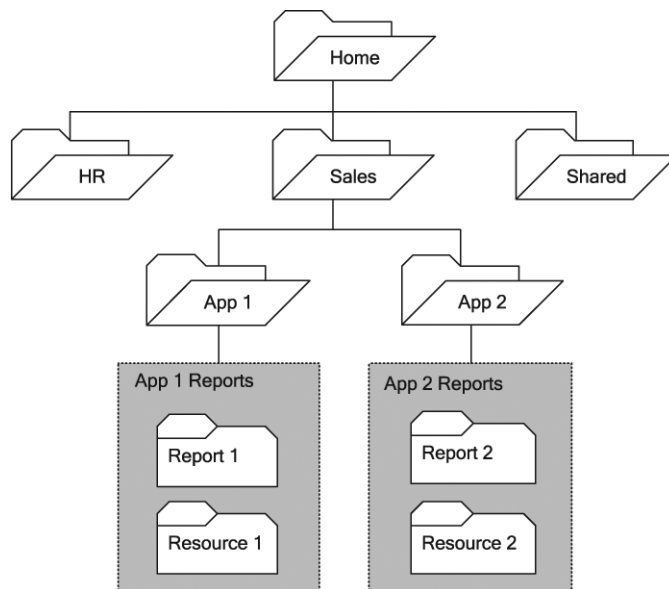 Home
HR
Sales
Shared
App 1
App 2
App 1 Reports
App 2 Reports
Report 1
Report 2
Resource 1
Resource 2